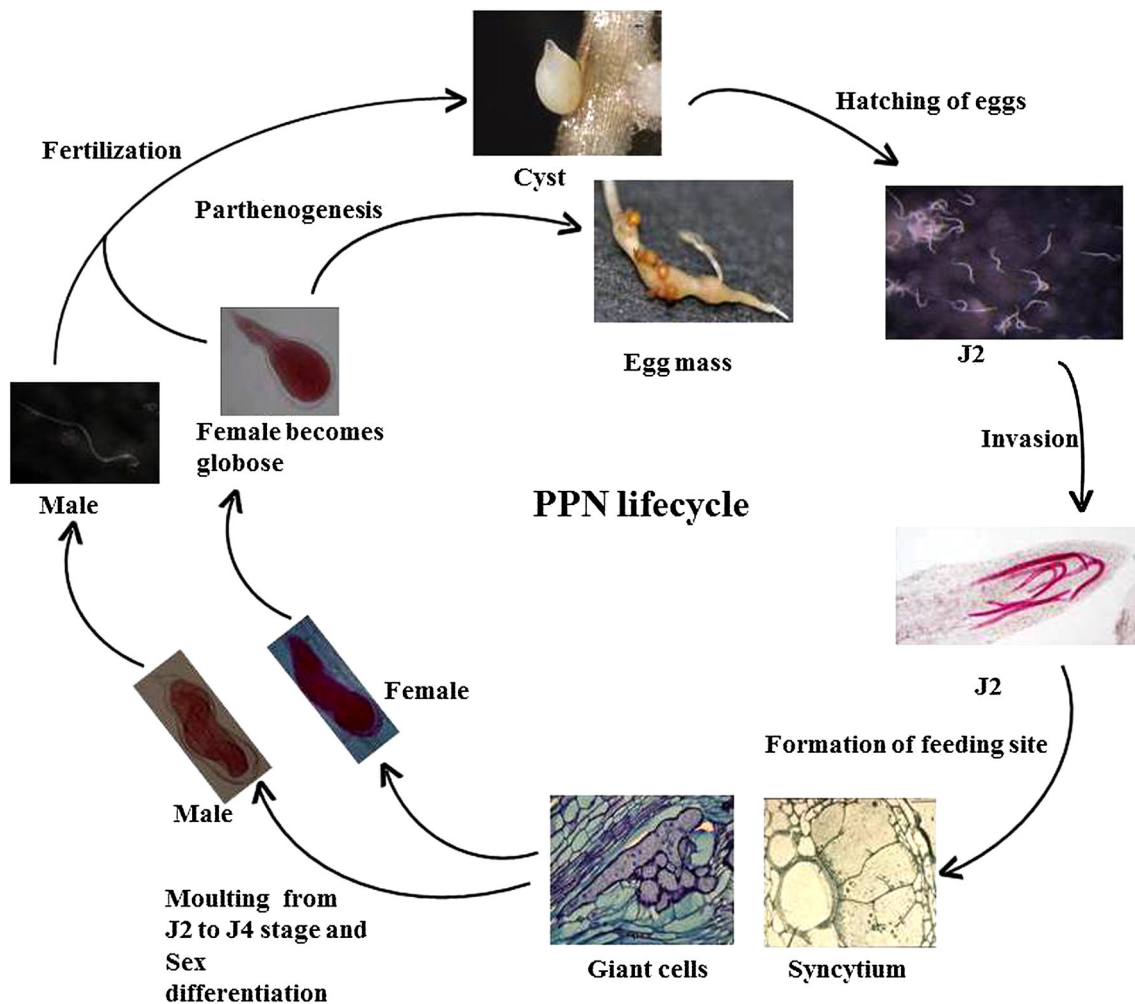 Cyst
Hatching of eggs
Fertilization
Parthenogenesis
Egg mass
J2
Invasion
Female becomes
globose
Male
PPN lifecycle
J2
Female
Formation of feeding site
Male
Moulting from
J2 to J4 stage and
Sex
differentiation
Giant cells
Syncytium